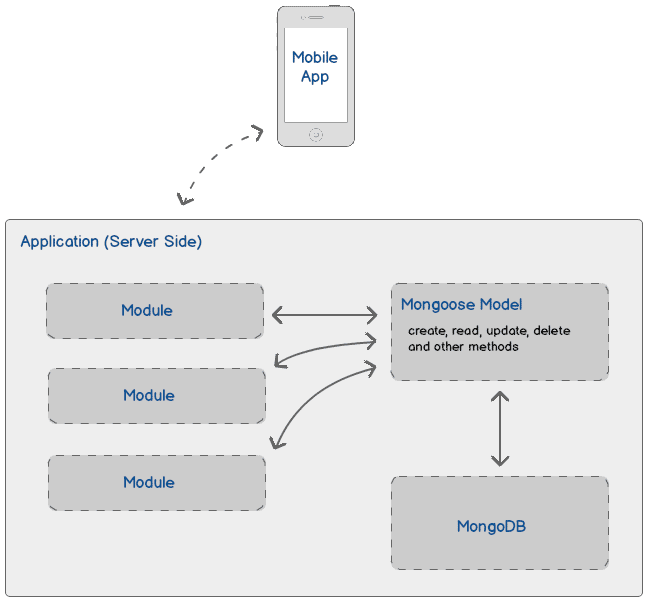 Mobile
App
Application (Server Side)
Module
Mongoose Model
create, read, update, delete
and other methods
Module
Module
MongoDB